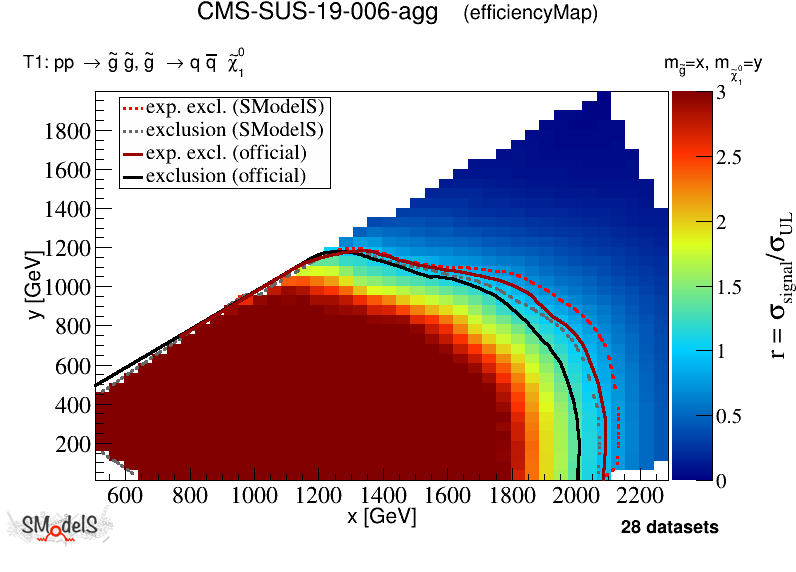 CMS-SUS-19-006-agg (efficiencyMap)
T1: pp → g̃ g̃, g̃ → q q̅ χ̃₁⁰
m_g̃=x, m_χ̃₁⁰=y
exp. excl. (SModelS)
exclusion (SModelS)
exp. excl. (official)
exclusion (official)
1800
1600
1400
1200
1000
800
600
400
200
y [GeV]
600 800 1000 1200 1400 1600 1800 2000 2200
x [GeV]
3
2.5
2
1.5
1
0.5
0
r = σ_signal/σ_UL
SModelS
28 datasets